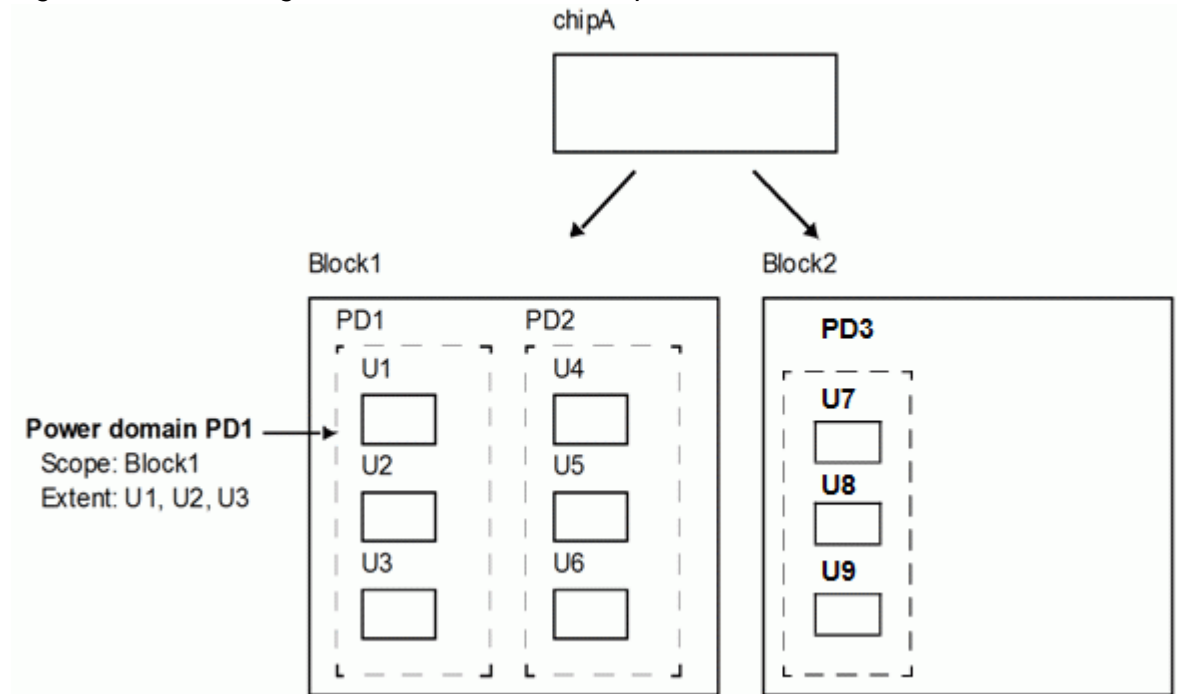 chipA
Block1
Block2
PD1
PD2
PD3
U1
U4
U7
Power domain PD1
Scope: Block1
Extent: U1, U2, U3
U2
U5
U8
U3
U6
U9